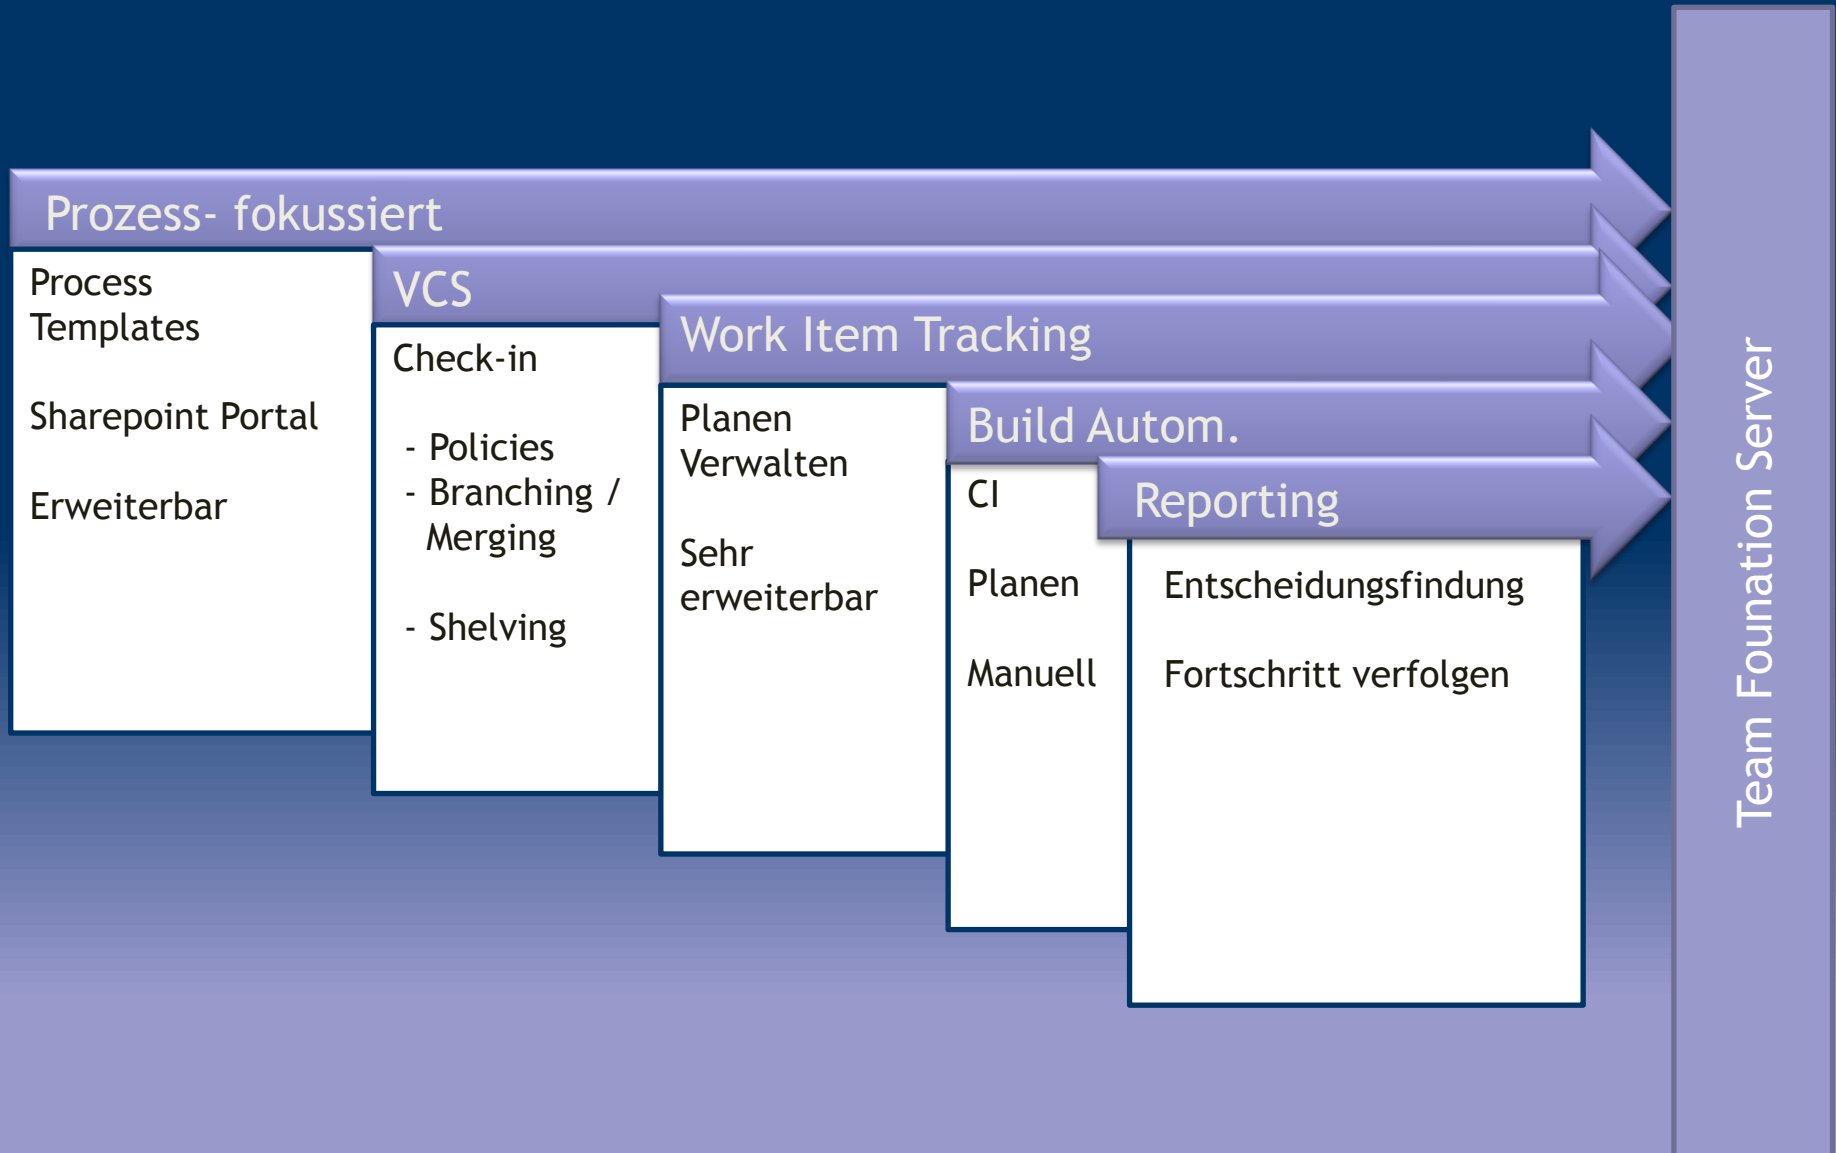 Prozess- fokussiert
Process
Templates
Sharepoint Portal
Erweiterbar
VCS
Check-in
- Policies
- Branching /
Merging
- Shelving
Work Item Tracking
Planen
Verwalten
Sehr
erweiterbar
Build Autom.
CI
Planen
Manuell
Reporting
Entscheidungsfindung
Fortschritt verfolgen
Team Founation Server